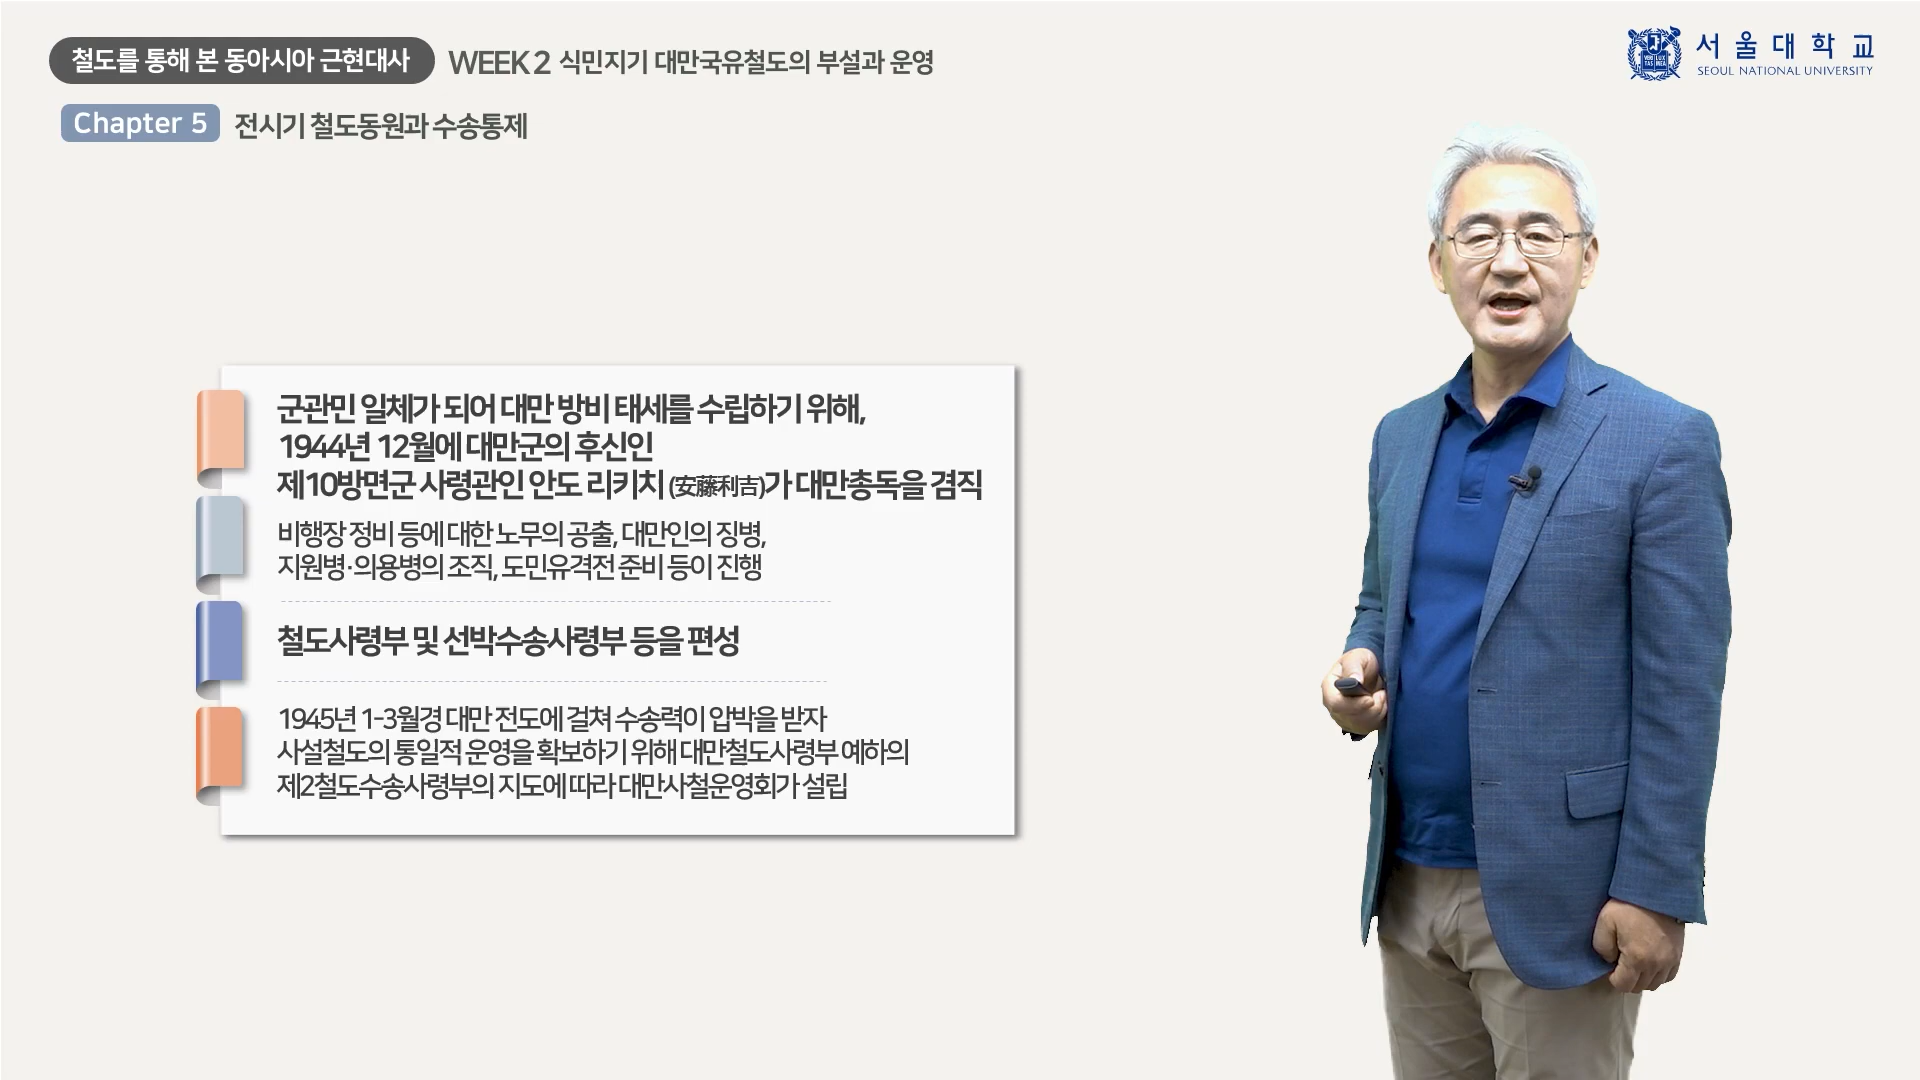 철도를 통해 본 동아시아 근현대사
WEEK 2 식민지기 대만국유철도의 부설과 운영
서울대학교
SEOUL NATIONAL UNIVERSITY
Chapter 5 전시기 철도동원과 수송통제
군관민 일체가 되어 대만 방비 태세를 수립하기 위해,
1944년 12월에 대만군의 후신인
제10방면군 사령관인 안도 리키치 (安藤利吉)가 대만총독을 겸직
비행장 정비 등에 대한 노무의 공출, 대만인의 징병,
지원병·의용병의 조직, 도민유격전 준비 등이 진행
철도사령부 및 선박수송사령부 등을 편성
1945년 1-3월경 대만 전도에 걸쳐 수송력이 압박을 받자
사설철도의 통일적 운영을 확보하기 위해 대만철도사령부 예하의
제2철도수송사령부의 지도에 따라 대만사철운영회가 설립